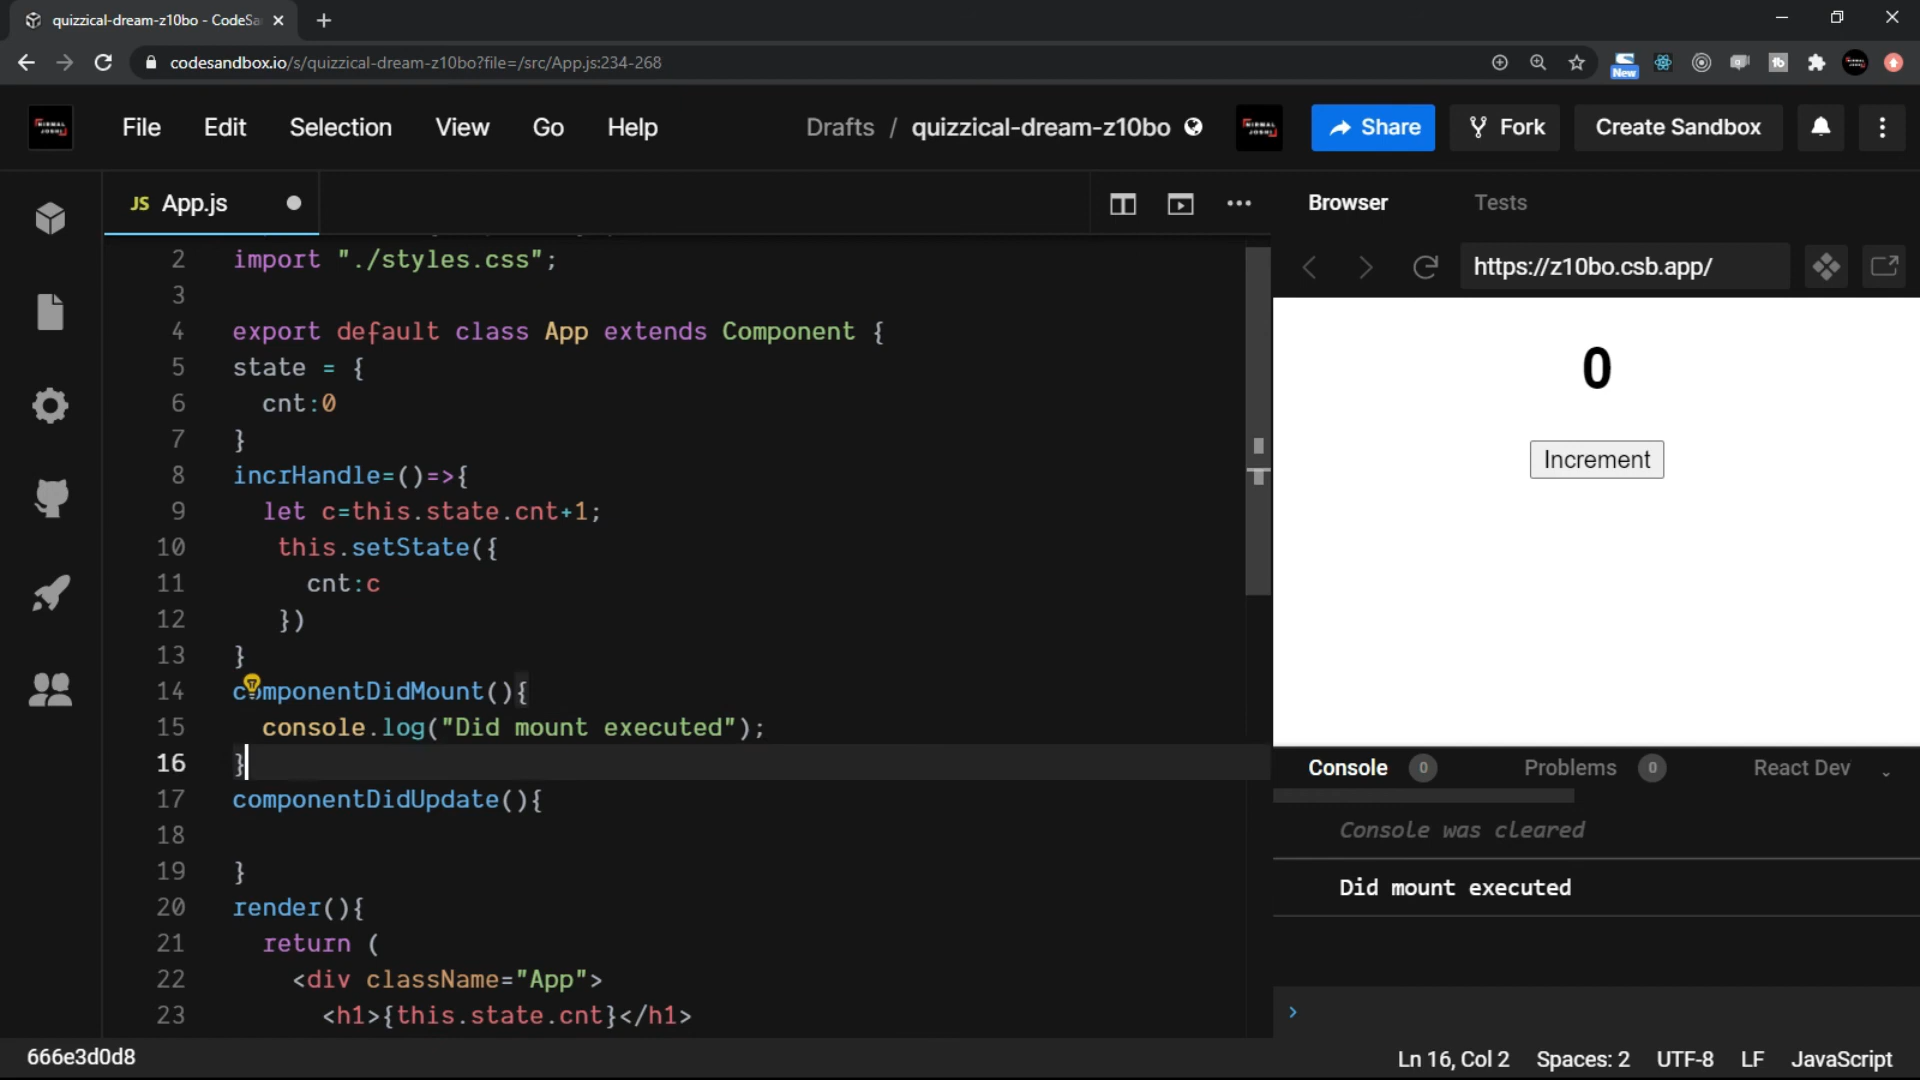 quizzical-dream-z10bo - CodeSa
codesandbox.io/s/quizzical-dream-z10bo?file=/src/App.js:234-268
New
File Edit Selection View Go Help
Drafts / quizzical-dream-z10bo
Share Fork Create Sandbox
JS App.js
Browser Tests
https://z10bo.csb.app/
2 import "./styles.css";
3
4 export default class App extends Component {
5 state = {
6 cnt:0
7 }
8 incrHandle=()=>{
9 let c=this.state.cnt+1;
10 this.setState({
11 cnt:c
12 })
13 }
14 componentDidMount(){
15 console.log("Did mount executed");
16 }
17 componentDidUpdate(){
18
19 }
20 render(){
21 return (
22 <div className="App">
23 <h1>{this.state.cnt}</h1>
0
Increment
Console 0 Problems 0 React Dev
Console was cleared
Did mount executed
666e3d0d8
Ln 16, Col 2 Spaces: 2 UTF-8 LF JavaScript